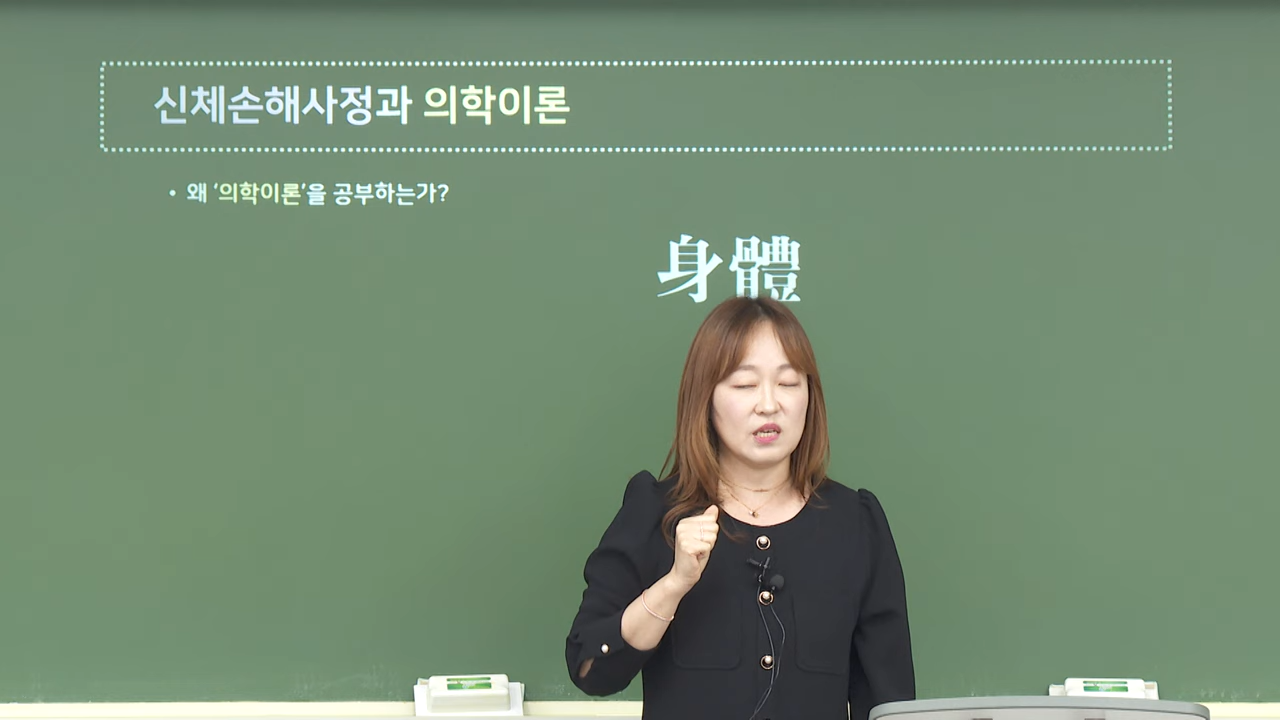 신체손해사정과 의학이론
• 왜 ‘의학이론’을 공부하는가?
身體